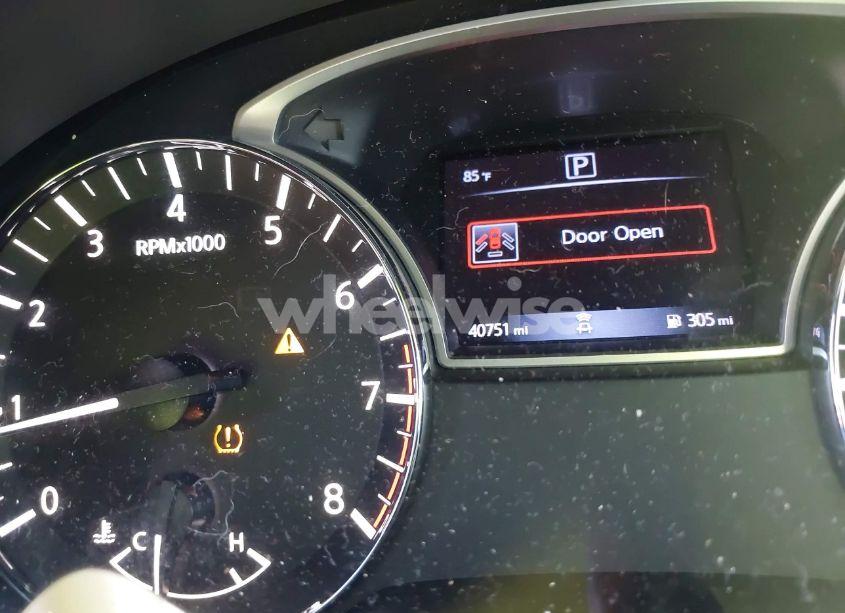 85 °F
P
Door Open
40751 mi
305 mi
RPMx1000
0
1
2
3
4
5
6
7
8
C
H
wheelwise